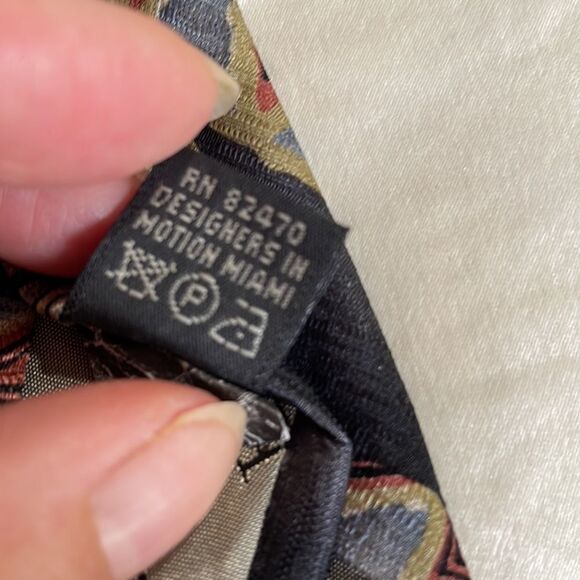 RN 82470
DESIGNERS IN
MOTION MIAMI
P